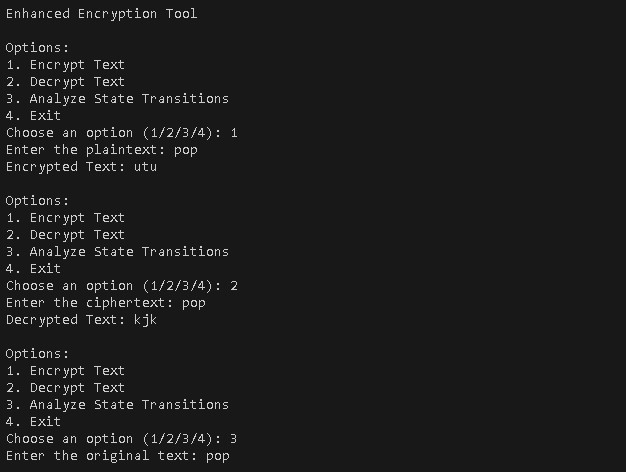 Enhanced Encryption Tool
Options:
1. Encrypt Text
2. Decrypt Text
3. Analyze State Transitions
4. Exit
Choose an option (1/2/3/4): 1
Enter the plaintext: pop
Encrypted Text: utu
Options:
1. Encrypt Text
2. Decrypt Text
3. Analyze State Transitions
4. Exit
Choose an option (1/2/3/4): 2
Enter the ciphertext: pop
Decrypted Text: kjk
Options:
1. Encrypt Text
2. Decrypt Text
3. Analyze State Transitions
4. Exit
Choose an option (1/2/3/4): 3
Enter the original text: pop